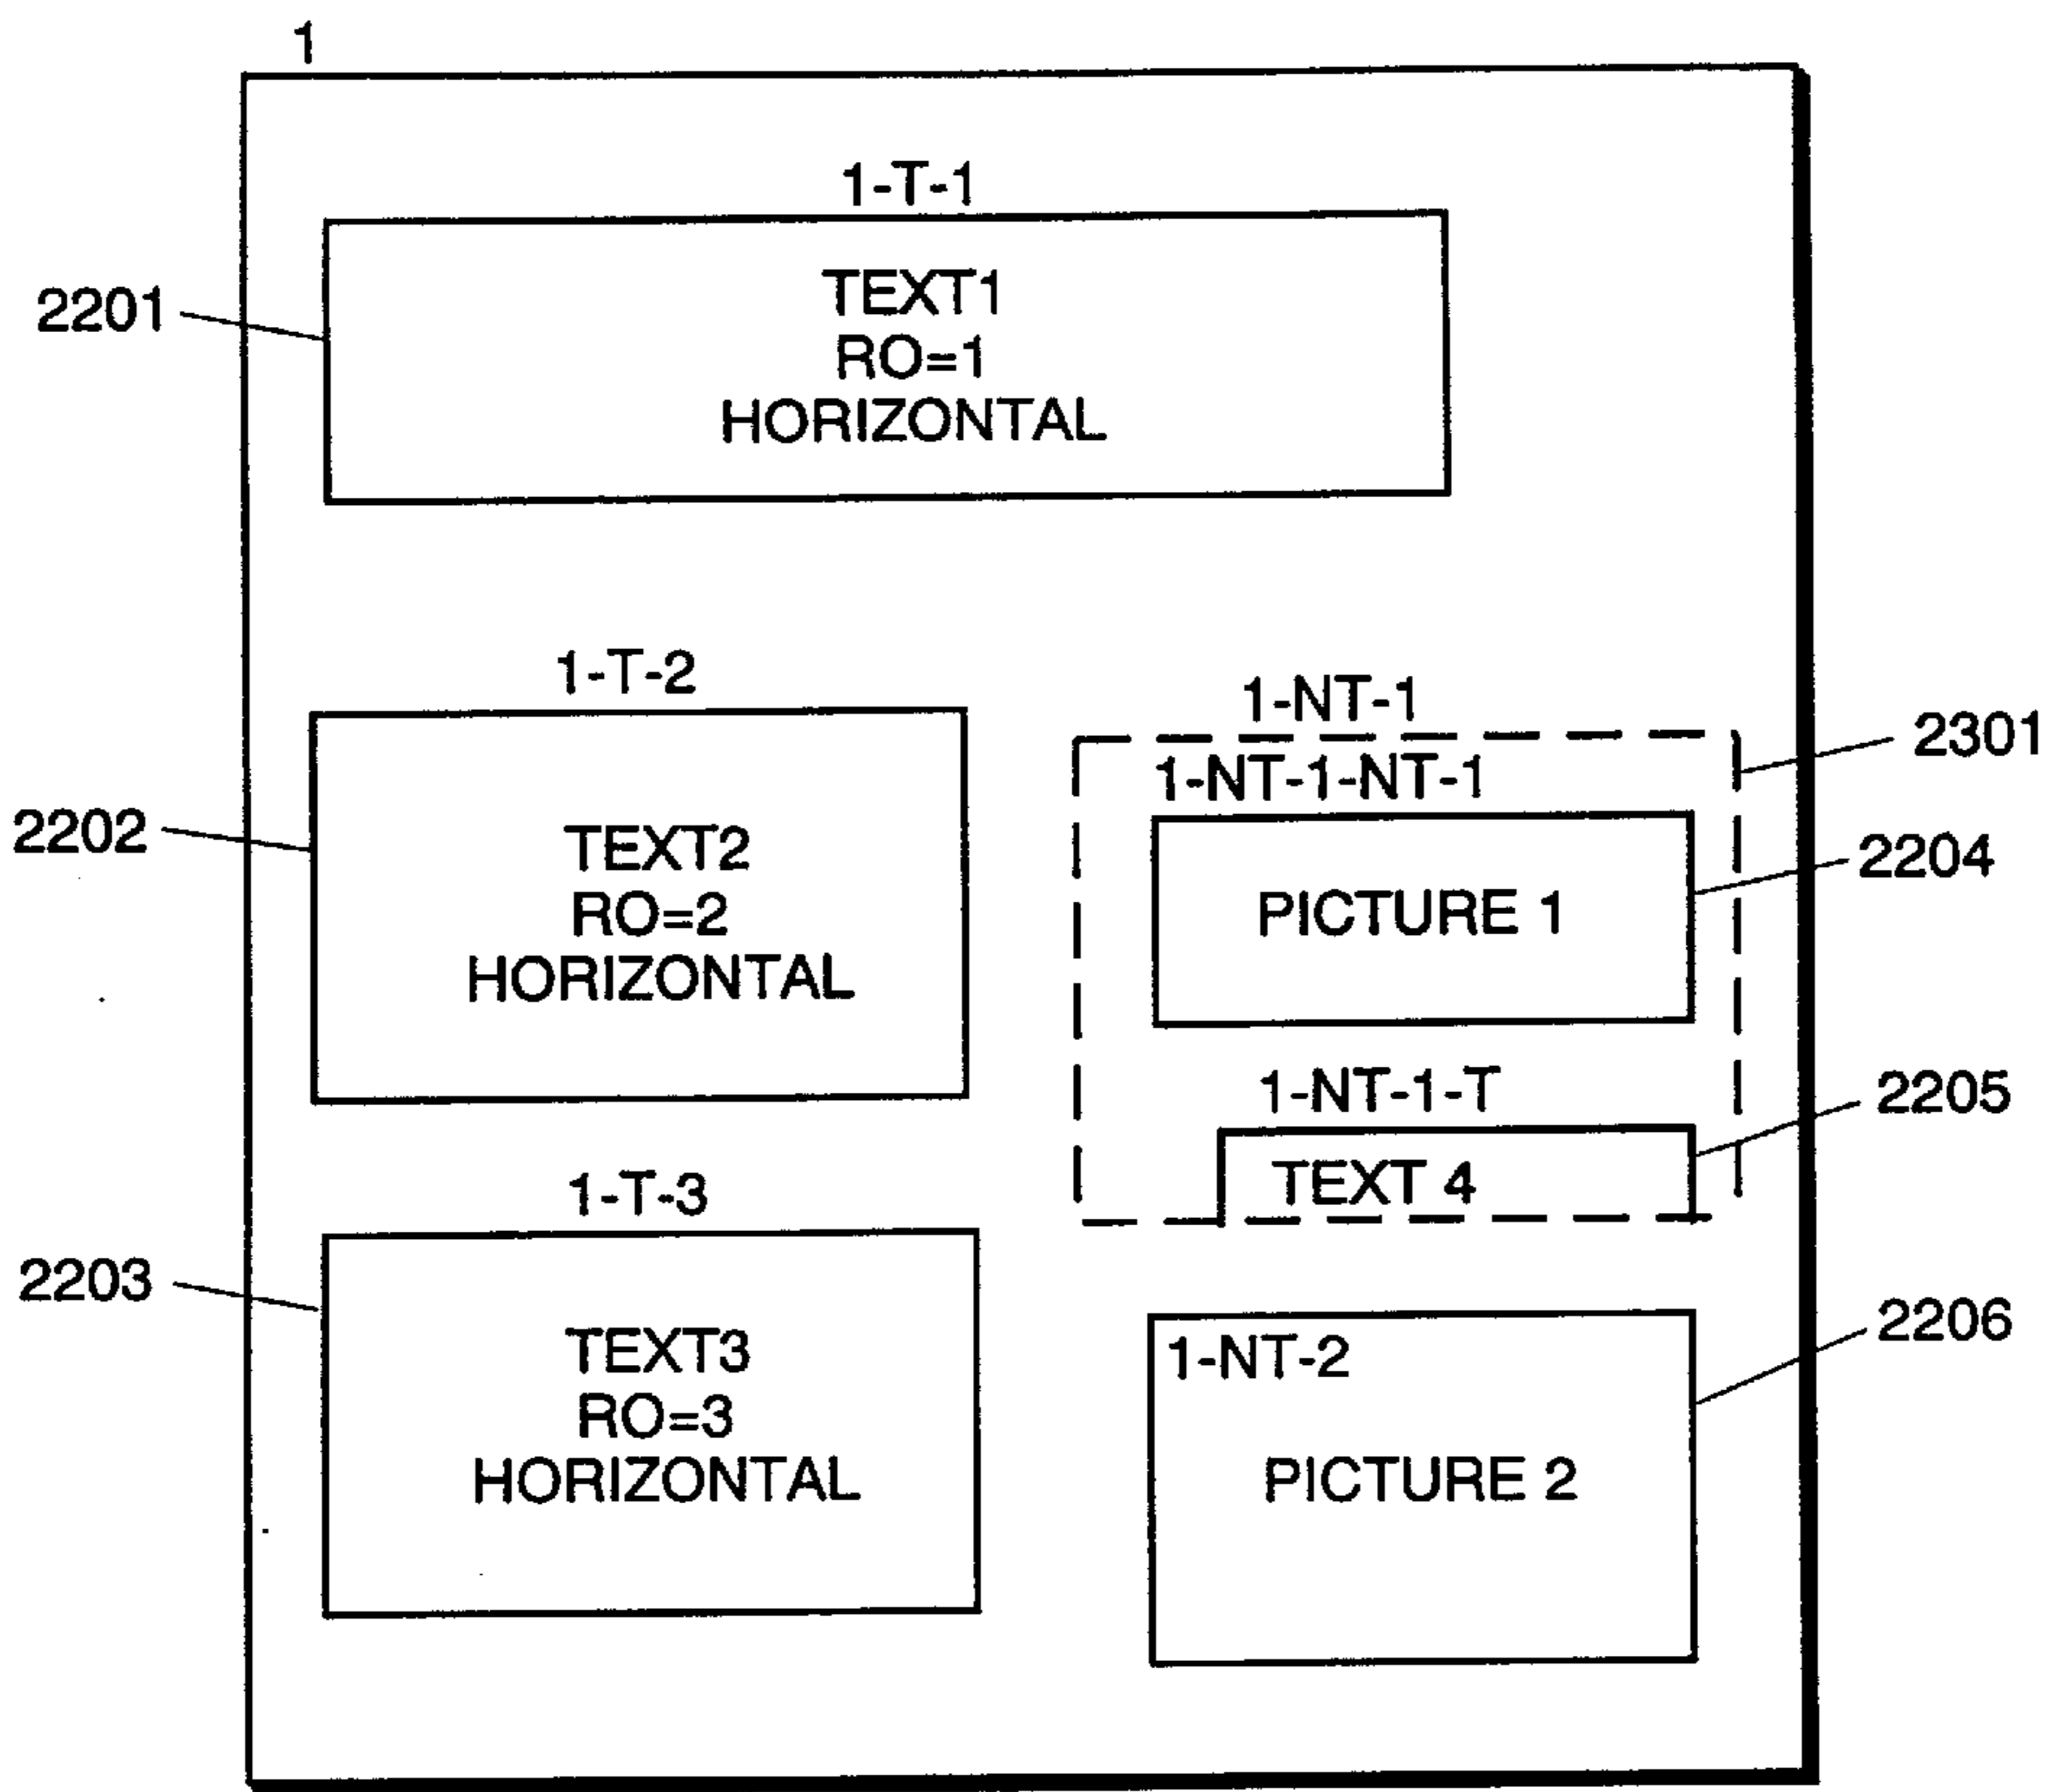 1
1-T-1
2201
TEXT1
RO=1
HORIZONTAL
1-T-2
2202
TEXT2
RO=2
HORIZONTAL
1-NT-1
2301
1-NT-1-NT-1
2204
PICTURE 1
1-NT-1-T
2205
TEXT 4
1-T-3
2203
TEXT3
RO=3
HORIZONTAL
2206
1-NT-2
PICTURE 2